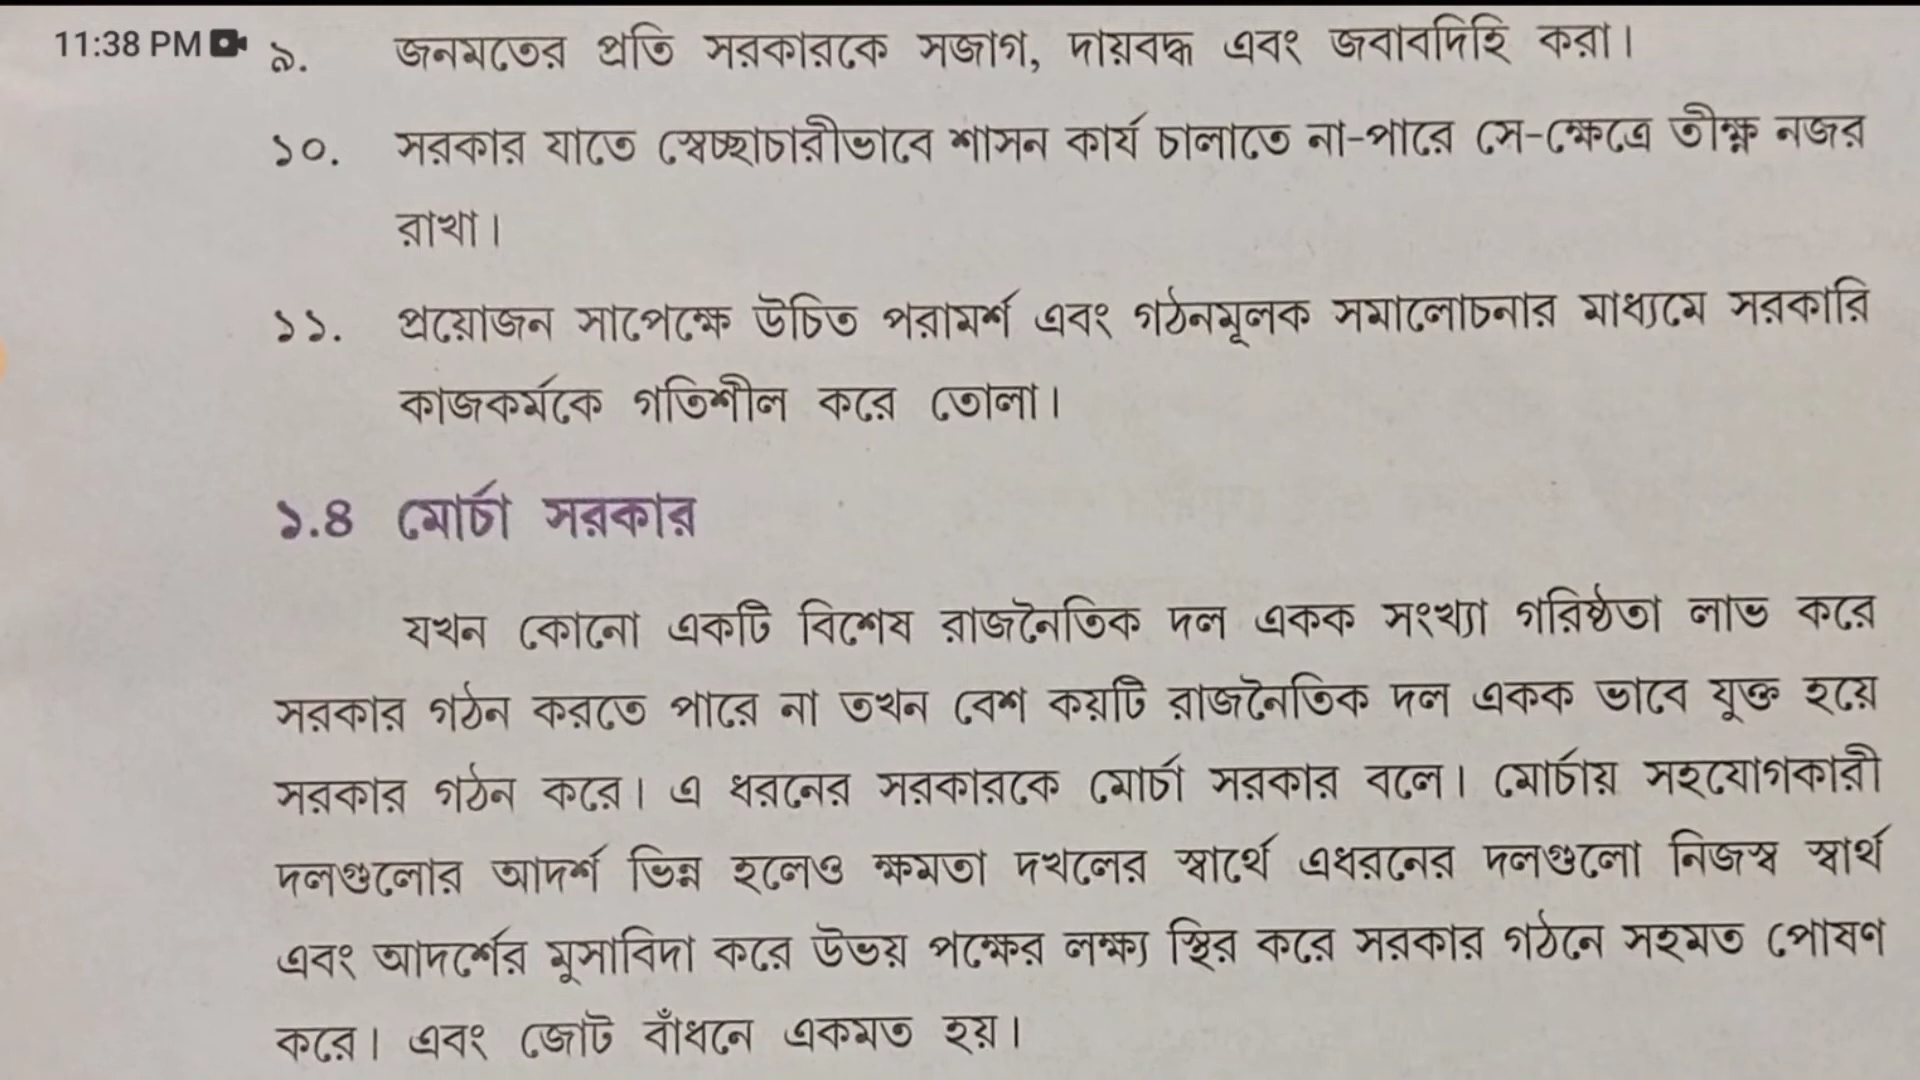 11:38 PM
৯. জনমতের প্রতি সরকারকে সজাগ, দায়বদ্ধ এবং জবাবদিহি করা।
১০. সরকার যাতে স্বেচ্ছাচারীভাবে শাসন কার্য চালাতে না-পারে সে-ক্ষেত্রে তীক্ষ্ণ নজর
রাখা।
১১. প্রয়োজন সাপেক্ষে উচিত পরামর্শ এবং গঠনমূলক সমালোচনার মাধ্যমে সরকারি
কাজকর্মকে গতিশীল করে তোলা।
১.৪ মোর্চা সরকার
যখন কোনো একটি বিশেষ রাজনৈতিক দল একক সংখ্যা গরিষ্ঠতা লাভ করে
সরকার গঠন করতে পারে না তখন বেশ কয়টি রাজনৈতিক দল একক ভাবে যুক্ত হয়ে
সরকার গঠন করে। এ ধরনের সরকারকে মোর্চা সরকার বলে। মোর্চায় সহযোগকারী
দলগুলোর আদর্শ ভিন্ন হলেও ক্ষমতা দখলের স্বার্থে এধরনের দলগুলো নিজস্ব স্বার্থ
এবং আদর্শের মুসাবিদা করে উভয় পক্ষের লক্ষ্য স্থির করে সরকার গঠনে সহমত পোষণ
করে। এবং জোট বাঁধনে একমত হয়।